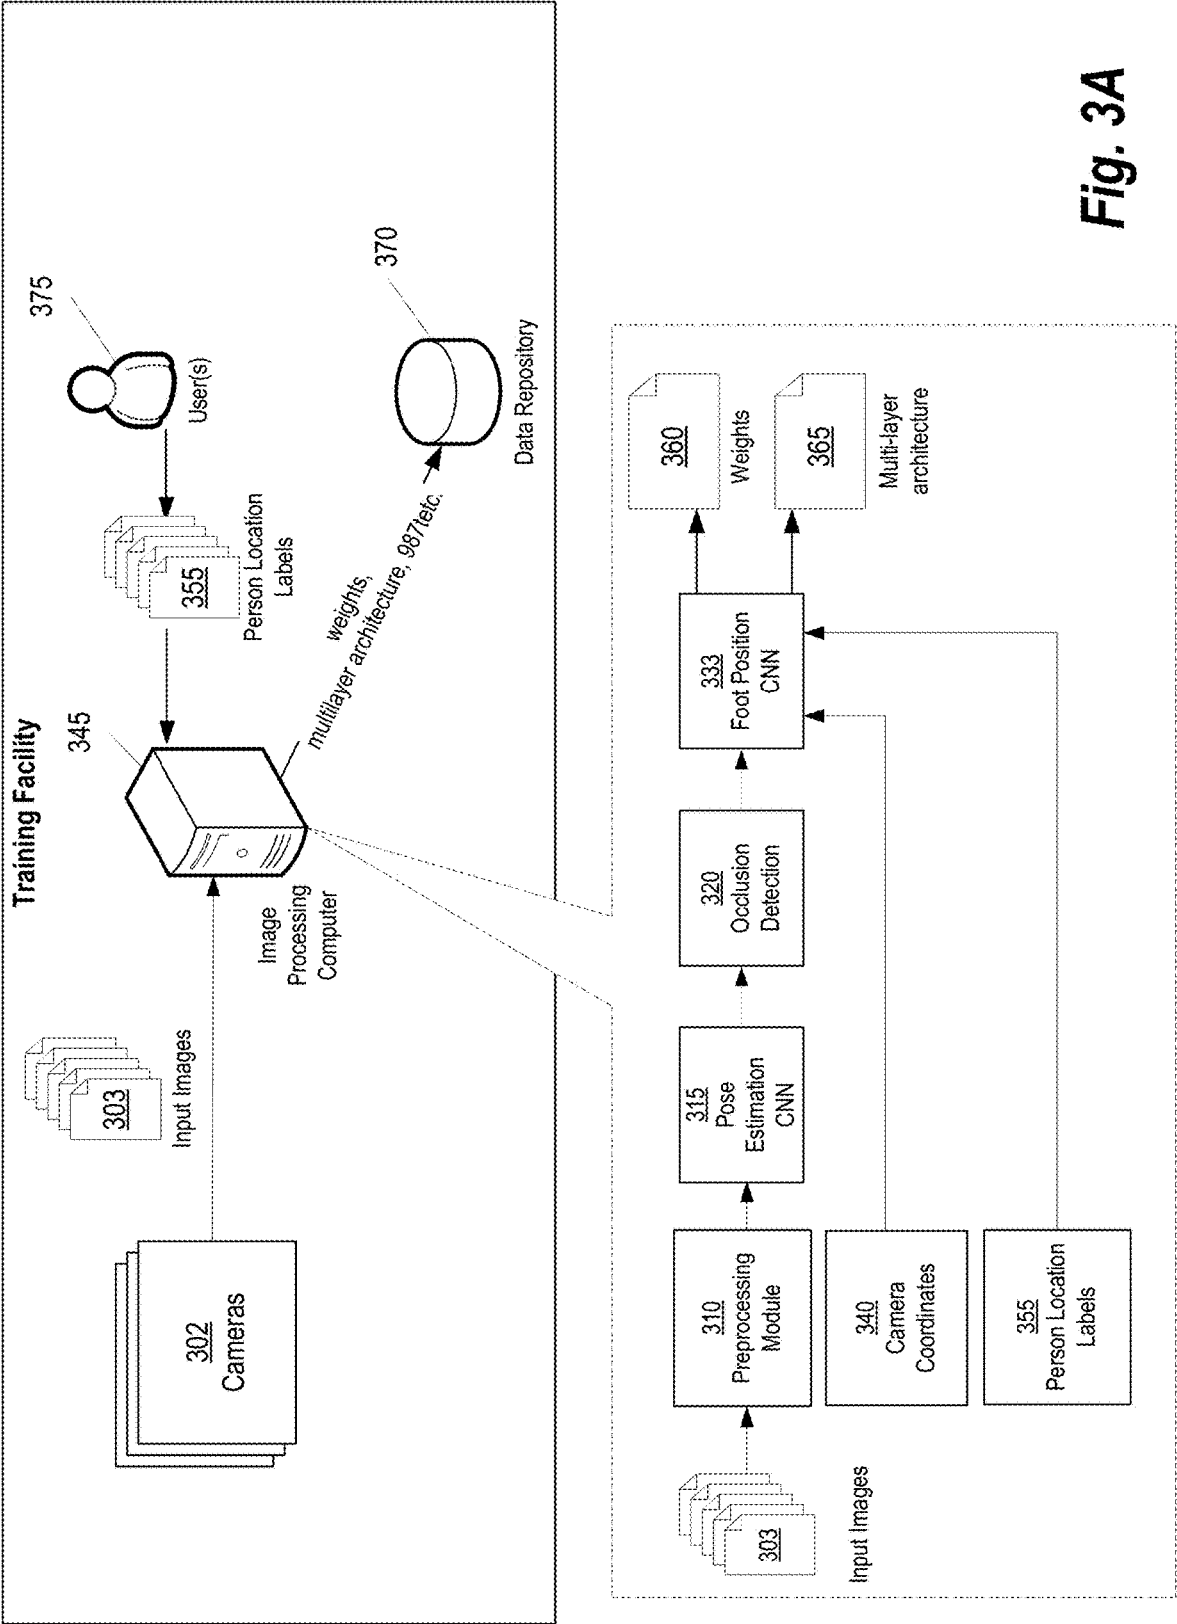 Training Facility
302
Cameras
303
Input Images
345
Image
Processing
Computer
355
Person Location
Labels
375
User(s)
weights,
multilayer architecture, 987tetc.
370
Data Repository
303
Input Images
310
Preprocessing
Module
315
Pose
Estimation
CNN
320
Occlusion
Detection
333
Foot Position
CNN
360
Weights
365
Multi-layer
architecture
340
Camera
Coordinates
355
Person Location
Labels
Fig. 3A